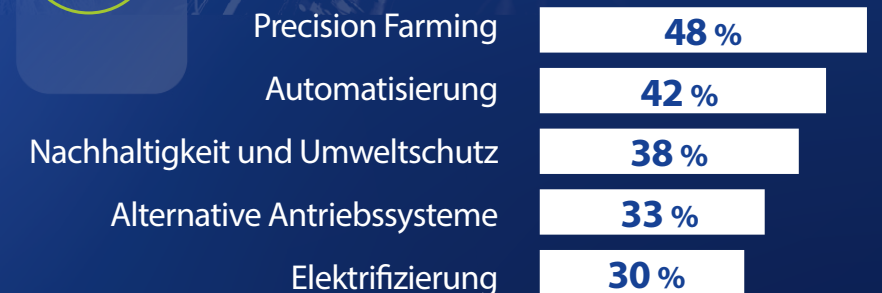 Precision Farming 48 %
Automatisierung 42 %
Nachhaltigkeit und Umweltschutz 38 %
Alternative Antriebssysteme 33 %
Elektrifizierung 30 %